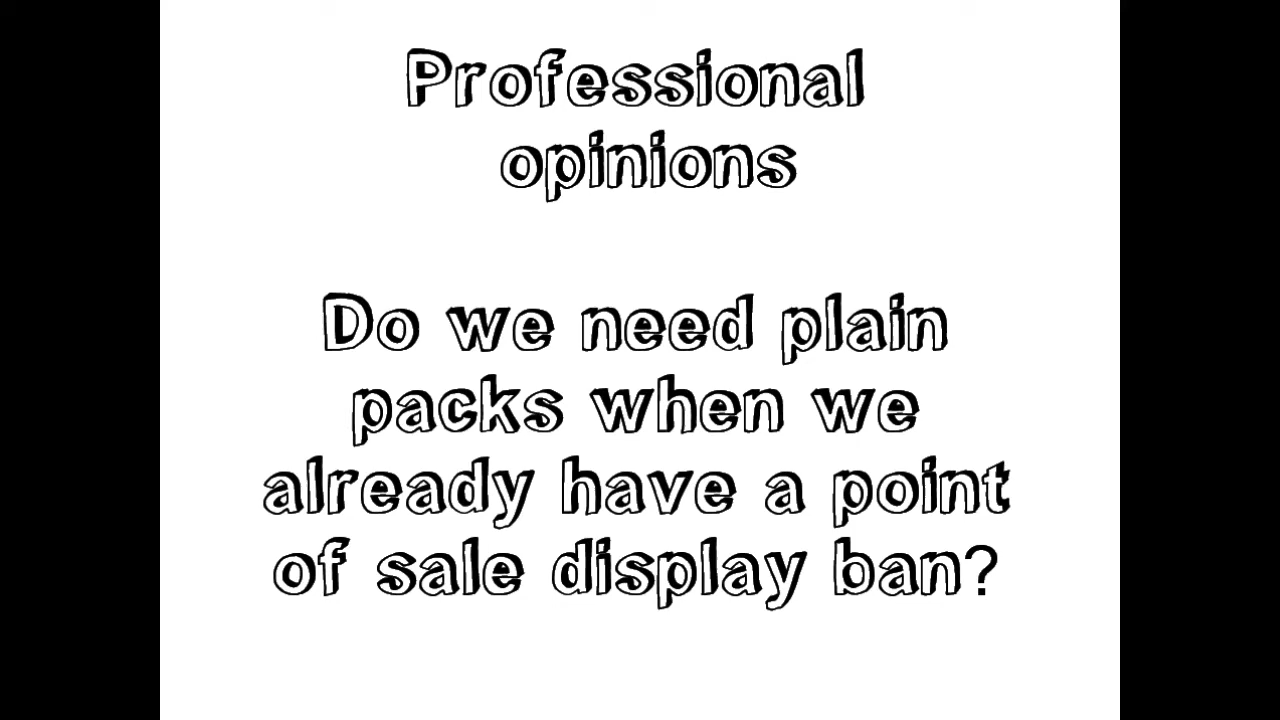 Professional
opinions
Do we need plain
packs when we
already have a point
of sale display ban?